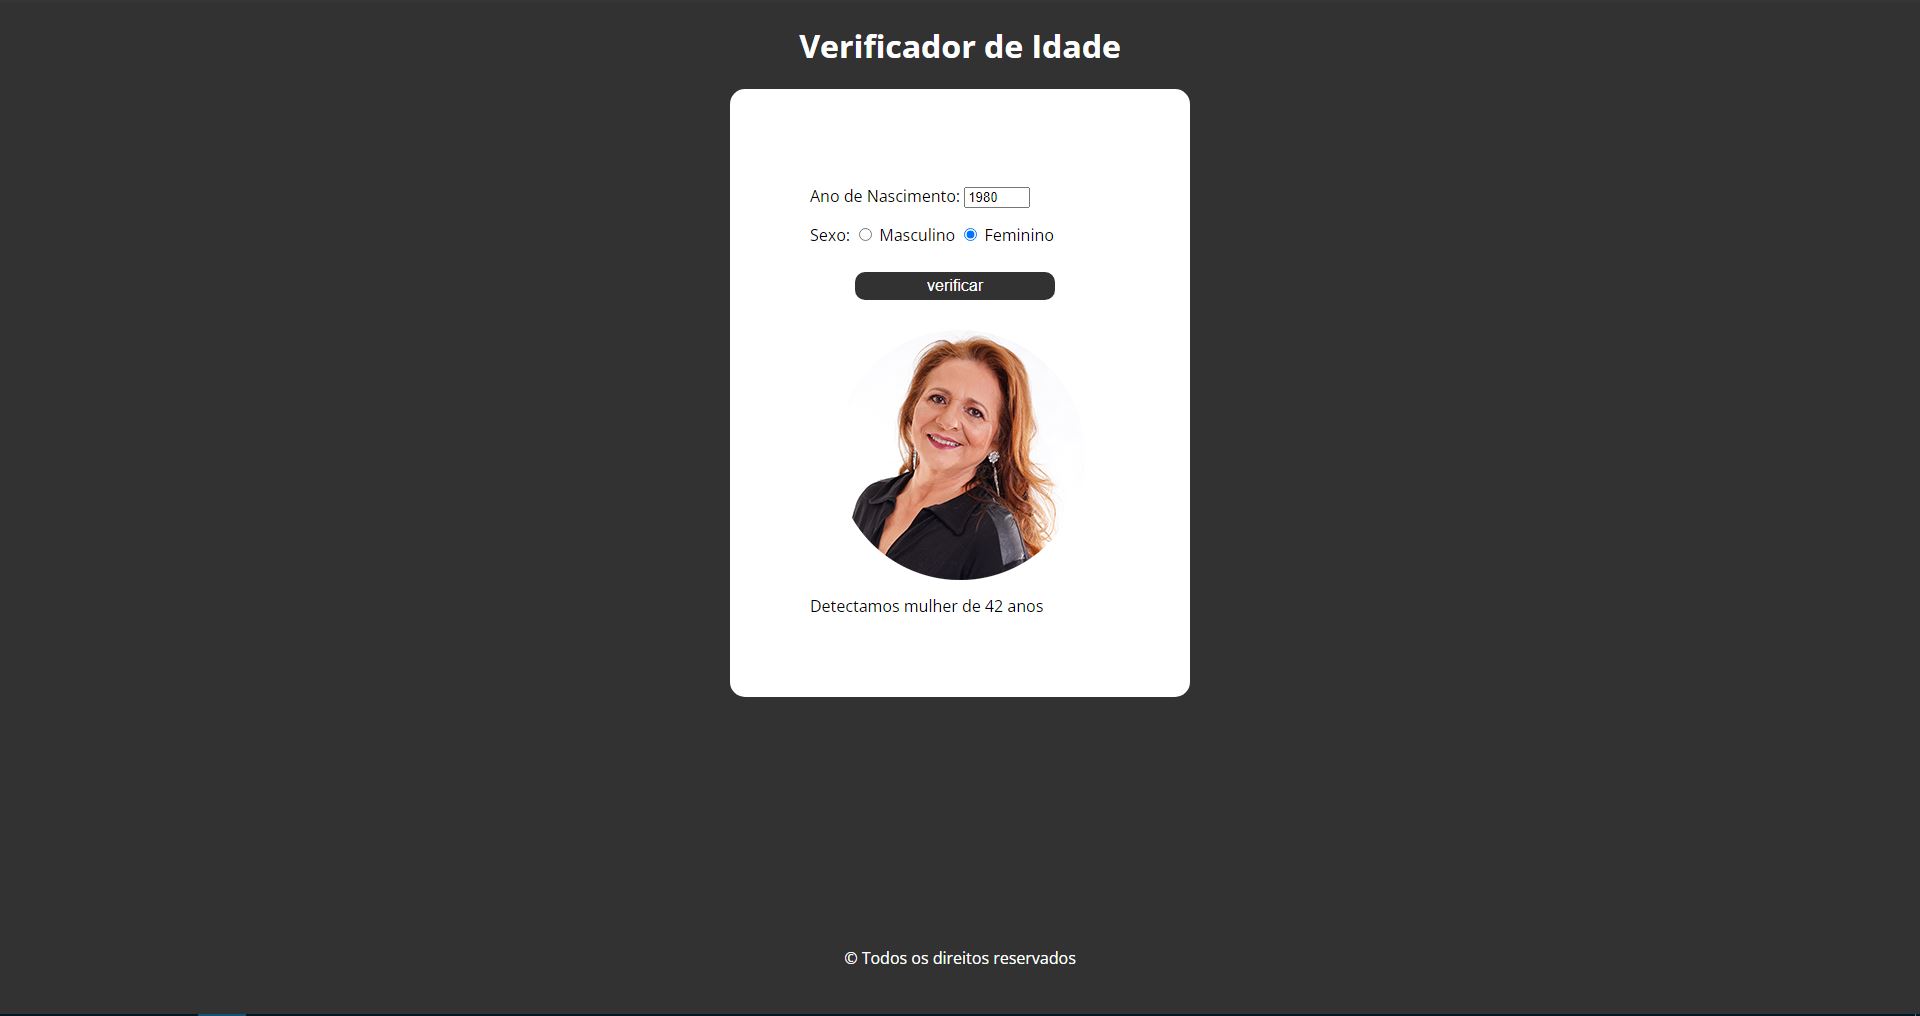 Verificador de Idade
Ano de Nascimento: 1980
Sexo: Masculino Feminino
verificar
Detectamos mulher de 42 anos
© Todos os direitos reservados